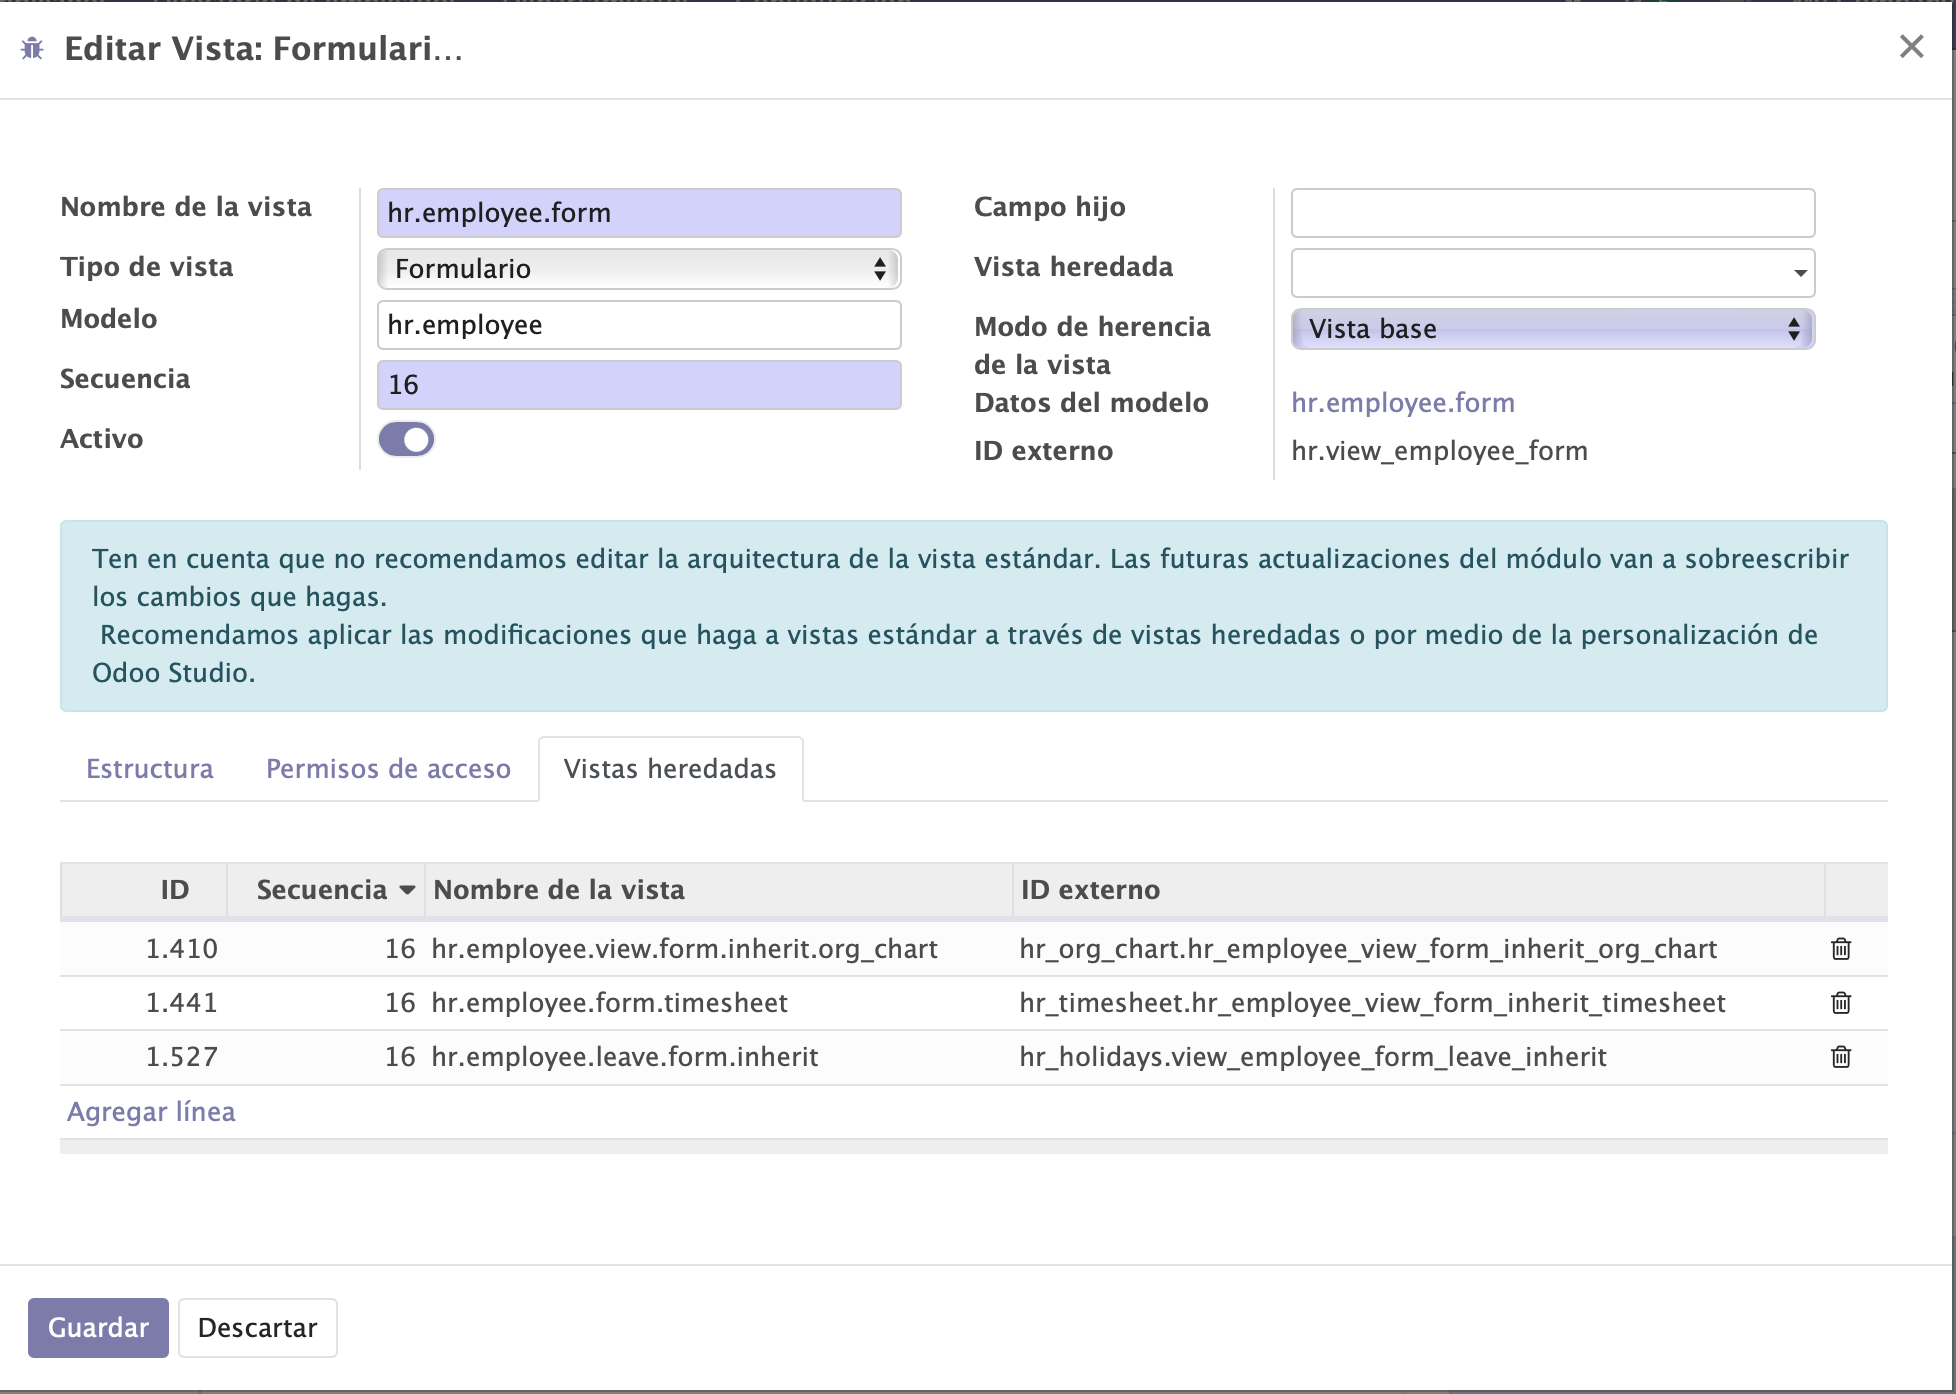 Editar Vista: Formulari...
Nombre de la vista
hr.employee.form
Tipo de vista
Formulario
Modelo
hr.employee
Secuencia
16
Activo
Campo hijo
Vista heredada
Modo de herencia
de la vista
Vista base
Datos del modelo
hr.employee.form
ID externo
hr.view_employee_form
Ten en cuenta que no recomendamos editar la arquitectura de la vista estándar. Las futuras actualizaciones del módulo van a sobreescribir
los cambios que hagas.
Recomendamos aplicar las modificaciones que haga a vistas estándar a través de vistas heredadas o por medio de la personalización de
Odoo Studio.
Estructura Permisos de acceso Vistas heredadas
ID Secuencia Nombre de la vista ID externo
1.410 16 hr.employee.view.form.inherit.org_chart hr_org_chart.hr_employee_view_form_inherit_org_chart
1.441 16 hr.employee.form.timesheet hr_timesheet.hr_employee_view_form_inherit_timesheet
1.527 16 hr.employee.leave.form.inherit hr_holidays.view_employee_form_leave_inherit
Agregar línea
Guardar Descartar